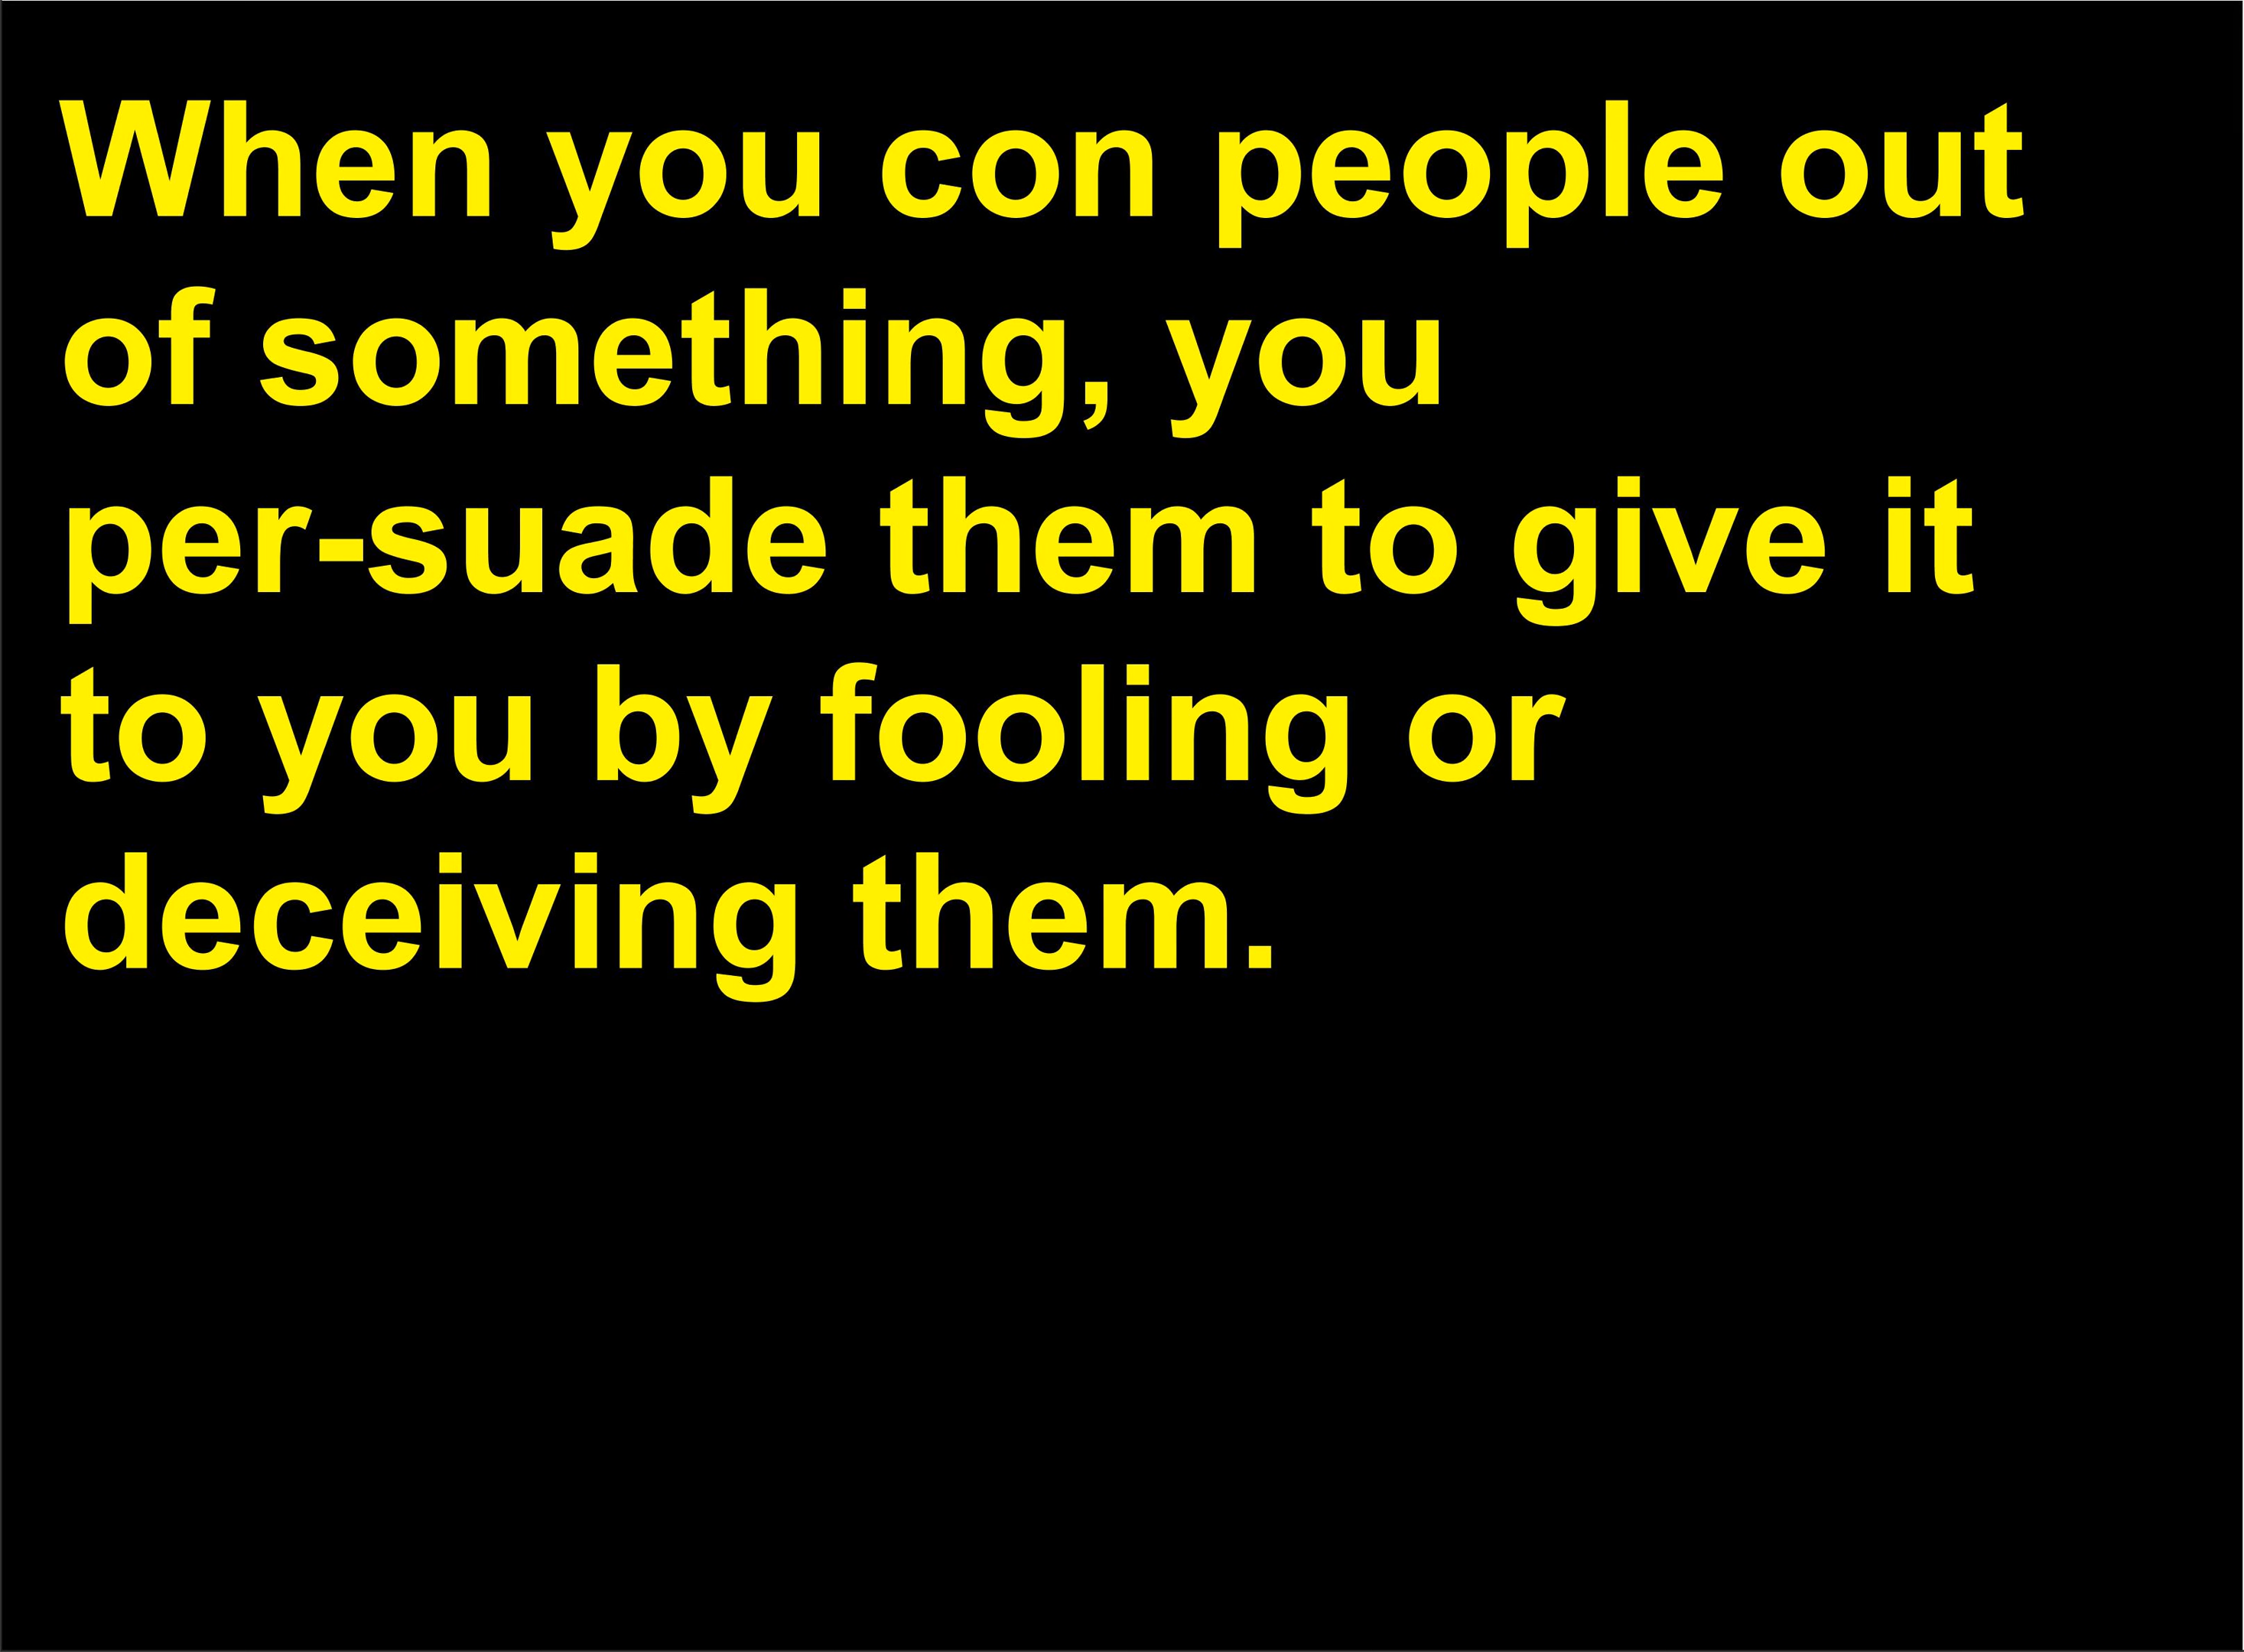 When you con people out
of something, you
per-suade them to give it
to you by fooling or
deceiving them.